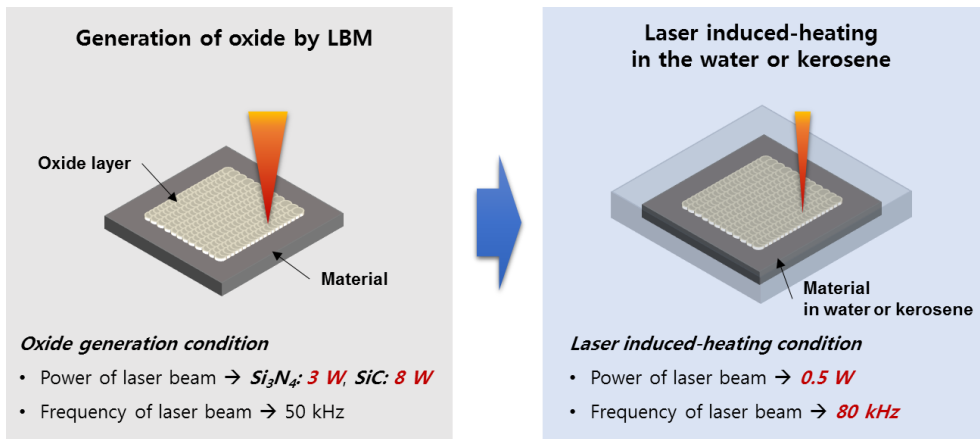 Generation of oxide by LBM
Oxide layer
Material
Oxide generation condition
• Power of laser beam → Si₃N₄: 3 W, SiC: 8 W
• Frequency of laser beam → 50 kHz
Laser induced-heating
in the water or kerosene
Material
in water or kerosene
Laser induced-heating condition
• Power of laser beam → 0.5 W
• Frequency of laser beam → 80 kHz